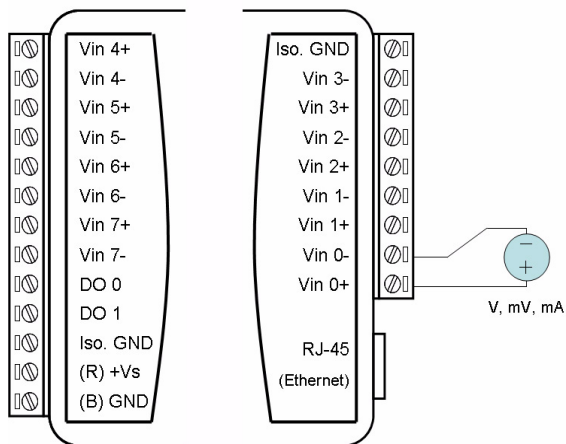 Vin 4+
Vin 4-
Vin 5+
Vin 5-
Vin 6+
Vin 6-
Vin 7+
Vin 7-
DO 0
DO 1
Iso. GND
(R) +Vs
(B) GND
Iso. GND
Vin 3-
Vin 3+
Vin 2-
Vin 2+
Vin 1-
Vin 1+
Vin 0-
Vin 0+
RJ-45
(Ethernet)
−
+
V, mV, mA